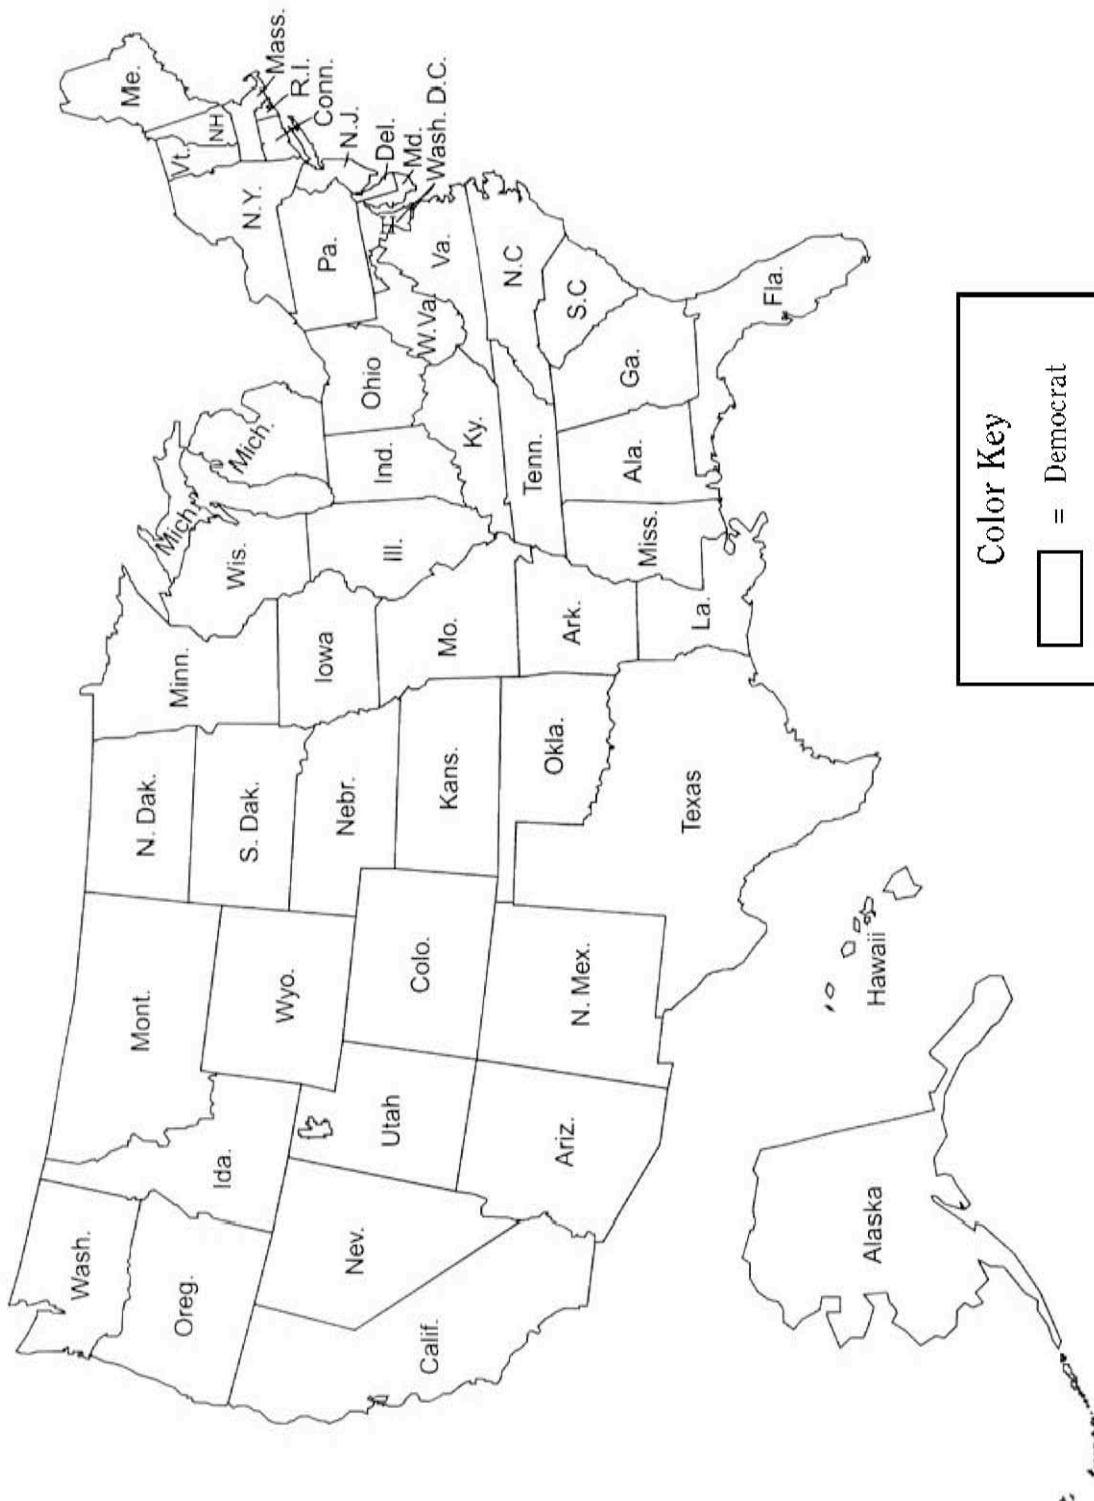 Me.
Vt.
NH
Mass.
R.I.
Conn.
N.Y.
N.J.
Pa.
Del.
Md.
Wash. D.C.
Va.
W.Va.
N.C
S.C
Ga.
Fla.
Ohio
Mich.
Mich.
Ind.
Ky.
Tenn.
Ala.
Miss.
Wis.
Ill.
Minn.
Iowa
Mo.
Ark.
La.
N. Dak.
S. Dak.
Nebr.
Kans.
Okla.
Texas
Mont.
Wyo.
Colo.
N. Mex.
Ida.
Utah
Ariz.
Wash.
Oreg.
Nev.
Calif.
Alaska
Hawaii
Color Key
= Democrat